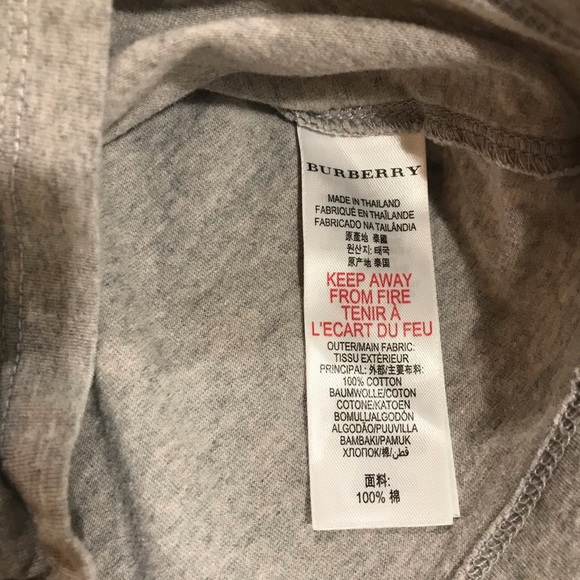 BURBERRY
MADE IN THAILAND
FABRIQUÉ EN THAÏLANDE
FABRICADO NA TAILÂNDIA
原產地 泰國
원산지: 태국
原产地 泰国
KEEP AWAY
FROM FIRE
TENIR À
L'ECART DU FEU
OUTER/MAIN FABRIC:
TISSU EXTÉRIEUR
PRINCIPAL: 外部/主要布料:
100% COTTON
BAUMWOLLE/COTON
COTONE/KATOEN
BOMULL/ALGODÓN
ALGODÃO/PUUVILLA
BAMBAKI/PAMUK
ХЛОПОК/棉/قطن
面料:
100% 棉